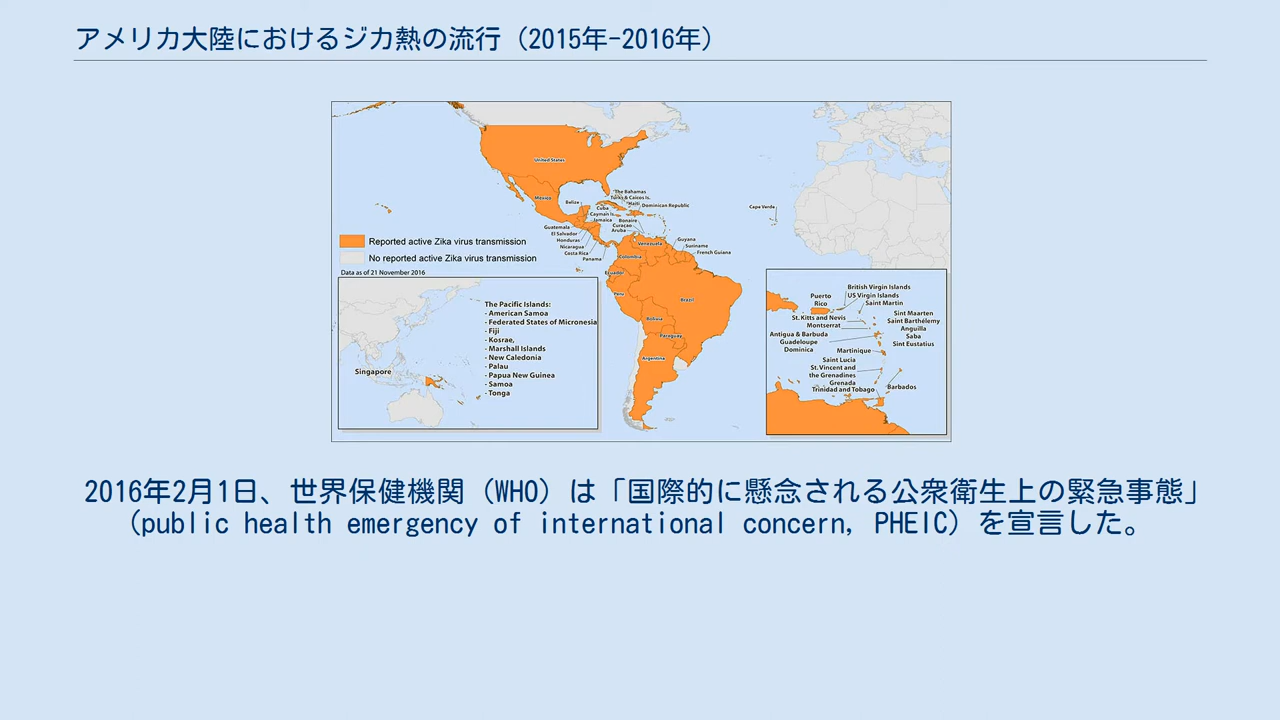 アメリカ大陸におけるジカ熱の流行（2015年-2016年）
United States
Mexico
The Bahamas
Turks & Caicos Is.
Belize
Cuba
Haiti
Dominican Republic
Cayman Is.
Jamaica
Bonaire
Curaçao
Aruba
Cape Verde
Guatemala
El Salvador
Honduras
Nicaragua
Costa Rica
Panama
Venezuela
Guyana
Suriname
French Guiana
Colombia
Ecuador
Peru
Brazil
Bolivia
Paraguay
Argentina
Reported active Zika virus transmission
No reported active Zika virus transmission
Data as of 21 November 2016
The Pacific Islands:
- American Samoa
- Federated States of Micronesia
- Fiji
- Kosrae,
- Marshall Islands
- New Caledonia
- Palau
- Papua New Guinea
- Samoa
- Tonga
Singapore
British Virgin Islands
US Virgin Islands
Saint Martin
Puerto
Rico
St. Kitts and Nevis
Montserrat
Antigua & Barbuda
Guadeloupe
Dominica
Sint Maarten
Saint Barthélemy
Anguilla
Saba
Sint Eustatius
Martinique
Saint Lucia
St. Vincent and
the Grenadines
Grenada
Trinidad and Tobago
Barbados
2016年2月1日、世界保健機関（WHO）は「国際的に懸念される公衆衛生上の緊急事態」
（public health emergency of international concern, PHEIC）を宣言した。